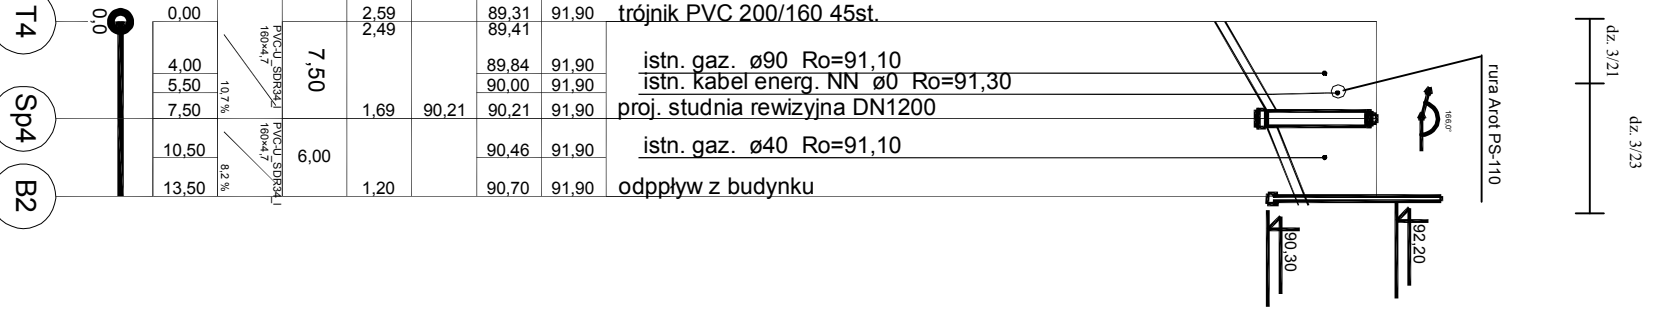 T4
0,0
0,00 2,59 89,31 91,90 trójnik PVC 200/160 45st.
2,49 89,41
PVC-U_SDR34_l
160×4,7
10,7 %
7,50
4,00 89,84 91,90 istn. gaz. ø90 Ro=91,10
5,50 90,00 91,90 istn. kabel energ. NN ø0 Ro=91,30
Sp4
7,50 1,69 90,21 90,21 91,90 proj. studnia rewizyjna DN1200
PVC-U_SDR34_l
160×4,7
8,2 %
6,00
10,50 90,46 91,90 istn. gaz. ø40 Ro=91,10
B2
13,50 1,20 90,70 91,90 odppływ z budynku
166,0°
rura Arot PS-110
dz. 3/21
dz. 3/23
90,30
92,20